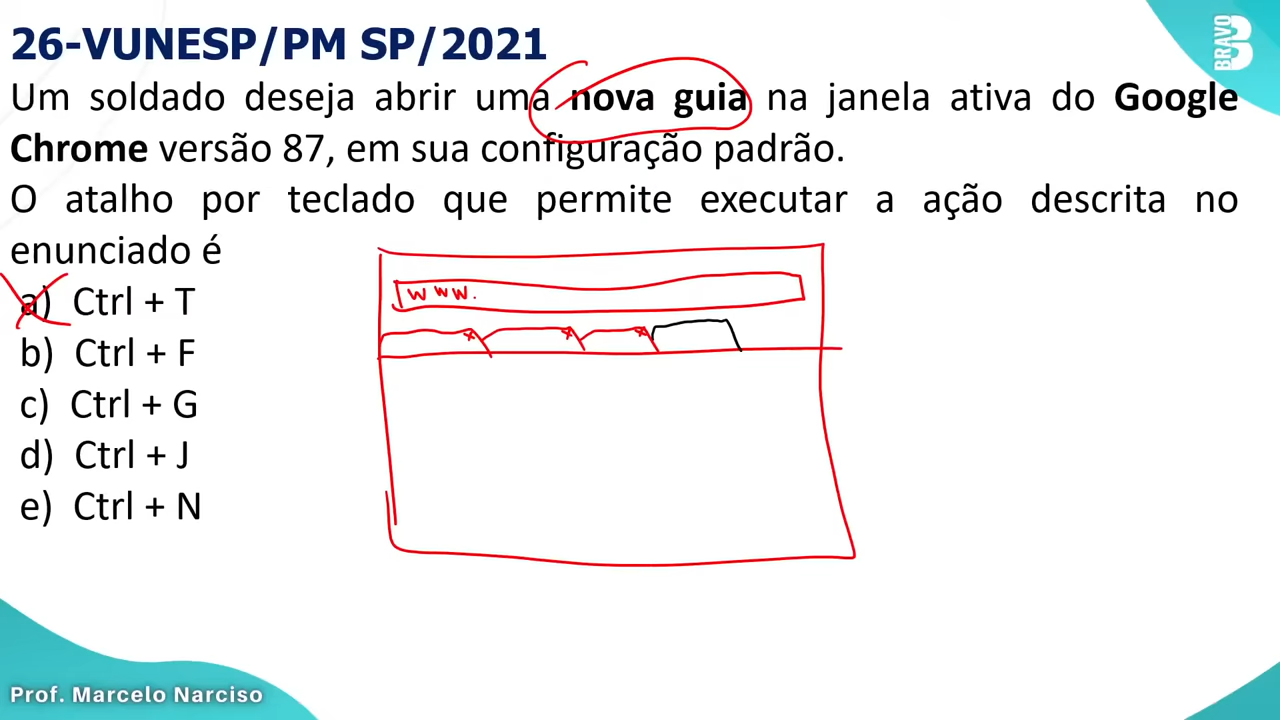 26-VUNESP/PM SP/2021
BRAVO
Um soldado deseja abrir uma nova guia na janela ativa do Google
Chrome versão 87, em sua configuração padrão.
O atalho por teclado que permite executar a ação descrita no
enunciado é
a) Ctrl + T
www.
b) Ctrl + F
c) Ctrl + G
d) Ctrl + J
e) Ctrl + N
Prof. Marcelo Narciso